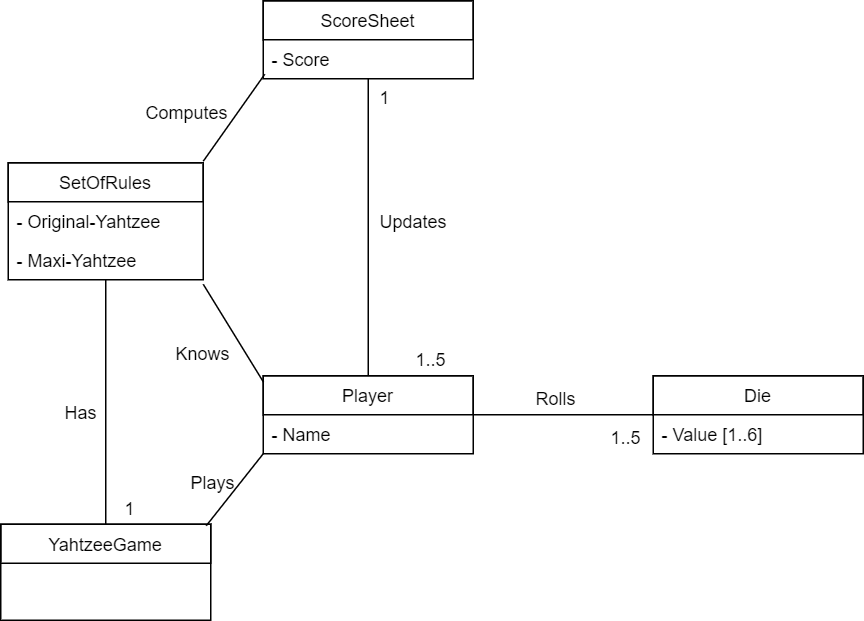 ScoreSheet
- Score
Computes
1
SetOfRules
- Original-Yahtzee
- Maxi-Yahtzee
Updates
Knows
1..5
Player
- Name
Rolls
1..5
Die
- Value [1..6]
Has
Plays
1
YahtzeeGame